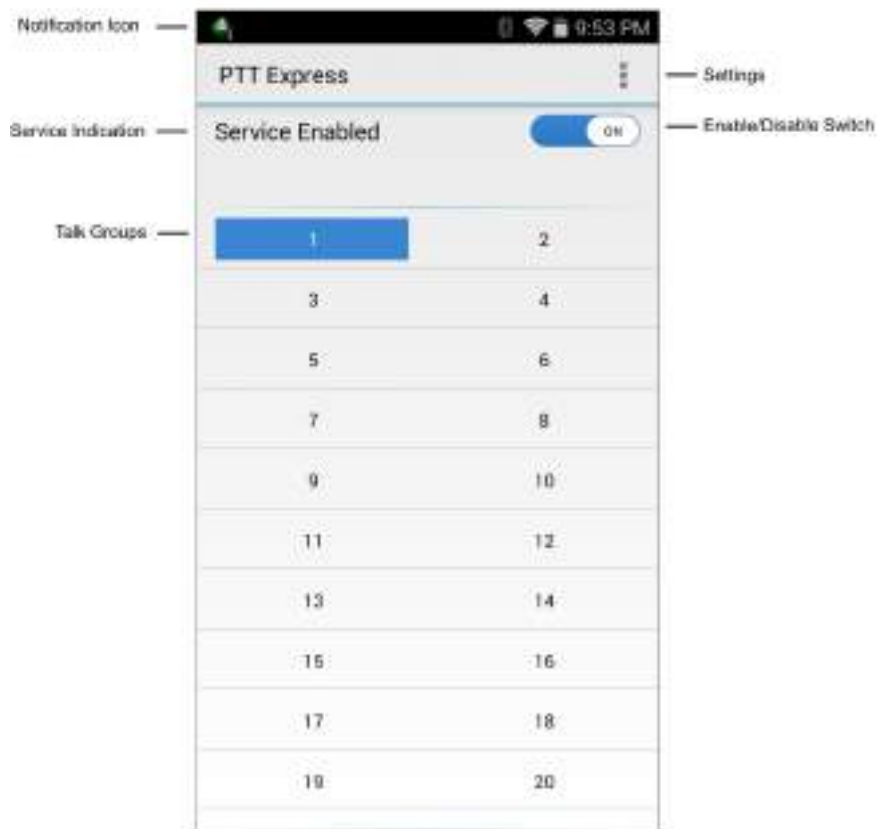 Notification Icon
9:53 PM
PTT Express
Settings
Service Indication
Service Enabled
ON
Enable/Disable Switch
Talk Groups
1 2
3 4
5 6
7 8
9 10
11 12
13 14
15 16
17 18
19 20